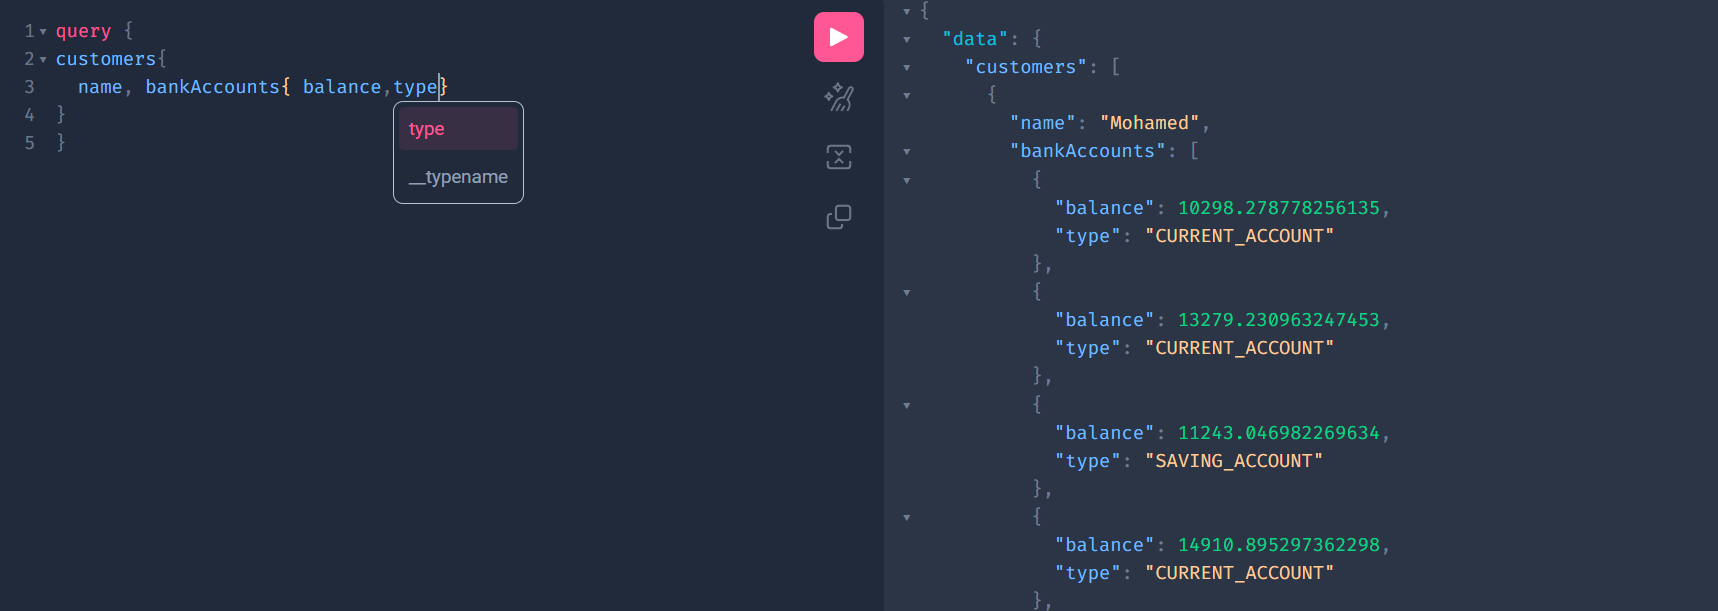 1 query {
2 customers{
3 name, bankAccounts{ balance,type}
4 }
5 }
type
__typename
{
"data": {
"customers": [
{
"name": "Mohamed",
"bankAccounts": [
{
"balance": 10298.278778256135,
"type": "CURRENT_ACCOUNT"
},
{
"balance": 13279.230963247453,
"type": "CURRENT_ACCOUNT"
},
{
"balance": 11243.046982269634,
"type": "SAVING_ACCOUNT"
},
{
"balance": 14910.895297362298,
"type": "CURRENT_ACCOUNT"
},